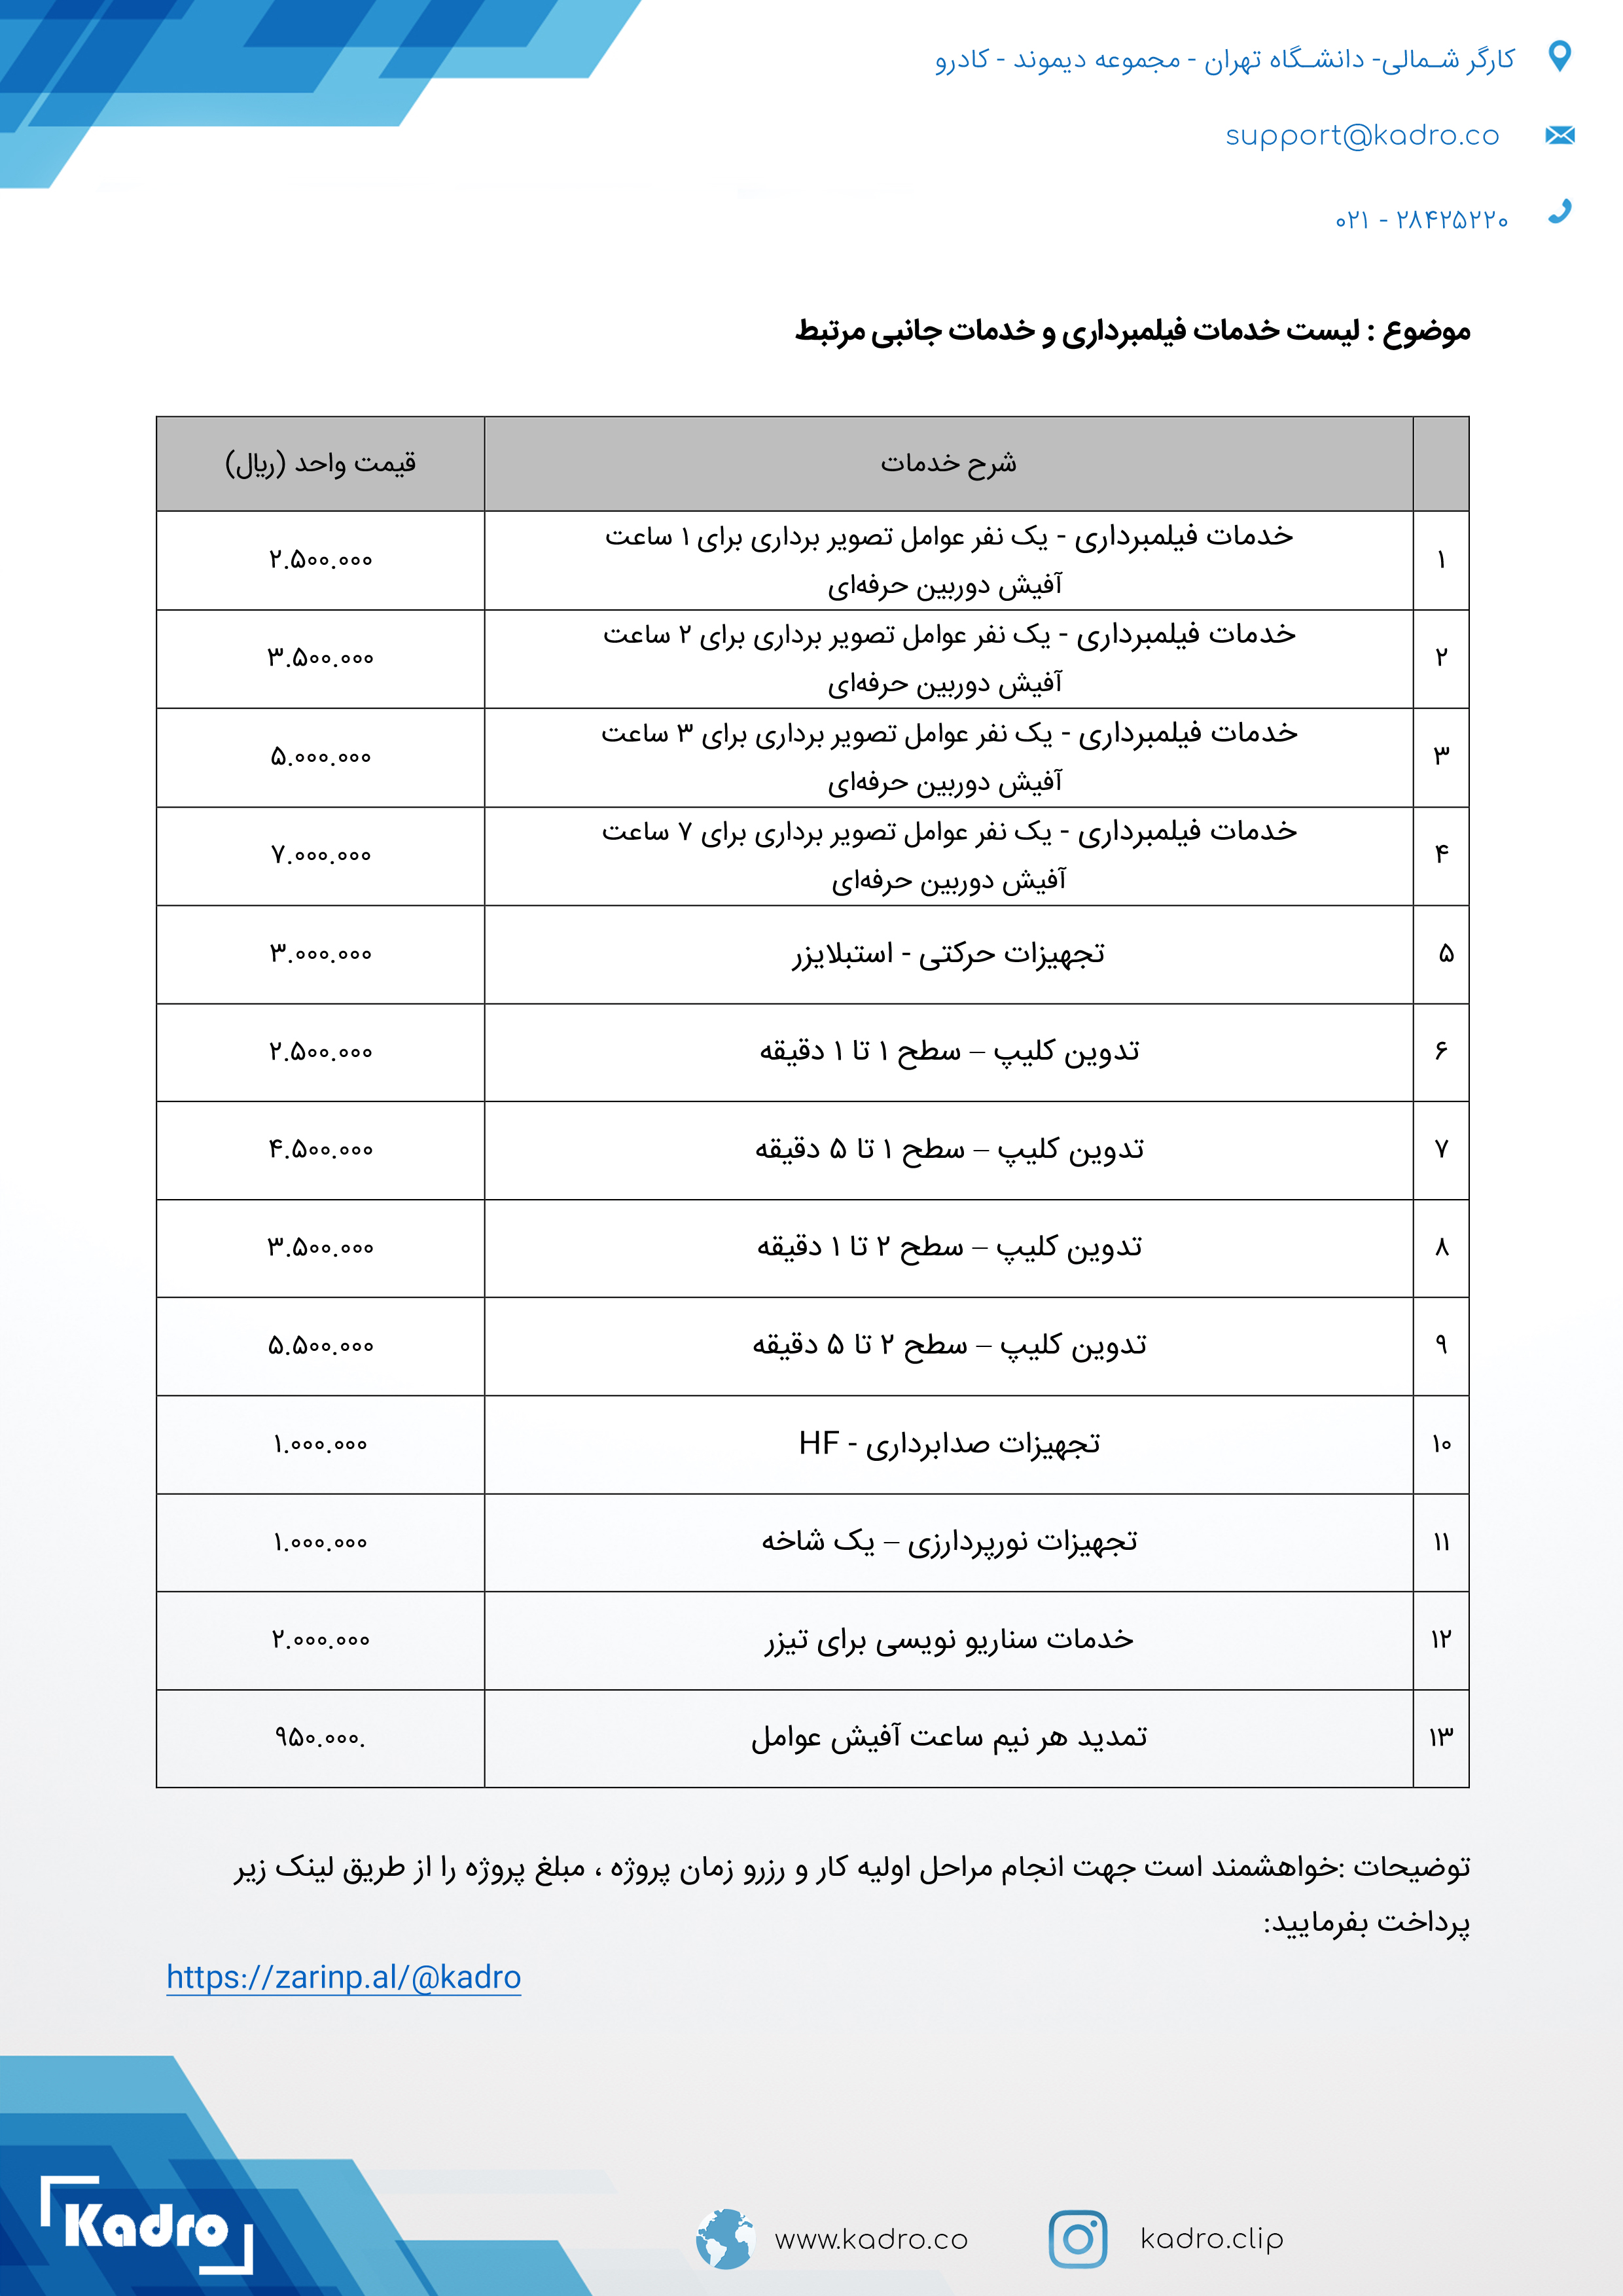 کارگر شـمالی- دانشـگاه تهران - مجموعه دیموند - کادرو
support@kadro.co
۰۲۱ - ۲۸۴۲۵۲۲۰
موضوع : لیست خدمات فیلمبرداری و خدمات جانبی مرتبط
شرح خدمات
قیمت واحد (ریال)
۱
خدمات فیلمبرداری - یک نفر عوامل تصویر برداری برای ۱ ساعت
آفیش دوربین حرفه‌ای
۲.۵۰۰.۰۰۰
۲
خدمات فیلمبرداری - یک نفر عوامل تصویر برداری برای ۲ ساعت
آفیش دوربین حرفه‌ای
۳.۵۰۰.۰۰۰
۳
خدمات فیلمبرداری - یک نفر عوامل تصویر برداری برای ۳ ساعت
آفیش دوربین حرفه‌ای
۵.۰۰۰.۰۰۰
۴
خدمات فیلمبرداری - یک نفر عوامل تصویر برداری برای ۷ ساعت
آفیش دوربین حرفه‌ای
۷.۰۰۰.۰۰۰
۵
تجهیزات حرکتی - استبلایزر
۳.۰۰۰.۰۰۰
۶
تدوین کلیپ – سطح ۱ تا ۱ دقیقه
۲.۵۰۰.۰۰۰
۷
تدوین کلیپ – سطح ۱ تا ۵ دقیقه
۴.۵۰۰.۰۰۰
۸
تدوین کلیپ – سطح ۲ تا ۱ دقیقه
۳.۵۰۰.۰۰۰
۹
تدوین کلیپ – سطح ۲ تا ۵ دقیقه
۵.۵۰۰.۰۰۰
۱۰
تجهیزات صدابرداری - HF
۱.۰۰۰.۰۰۰
۱۱
تجهیزات نورپردارزی – یک شاخه
۱.۰۰۰.۰۰۰
۱۲
خدمات سناریو نویسی برای تیزر
۲.۰۰۰.۰۰۰
۱۳
تمدید هر نیم ساعت آفیش عوامل
۹۵۰.۰۰۰.
توضیحات :خواهشمند است جهت انجام مراحل اولیه کار و رزرو زمان پروژه ، مبلغ پروژه را از طریق لینک زیر
پرداخت بفرمایید:
https://zarinp.al/@kadro
Kadro
www.kadro.co
kadro.clip